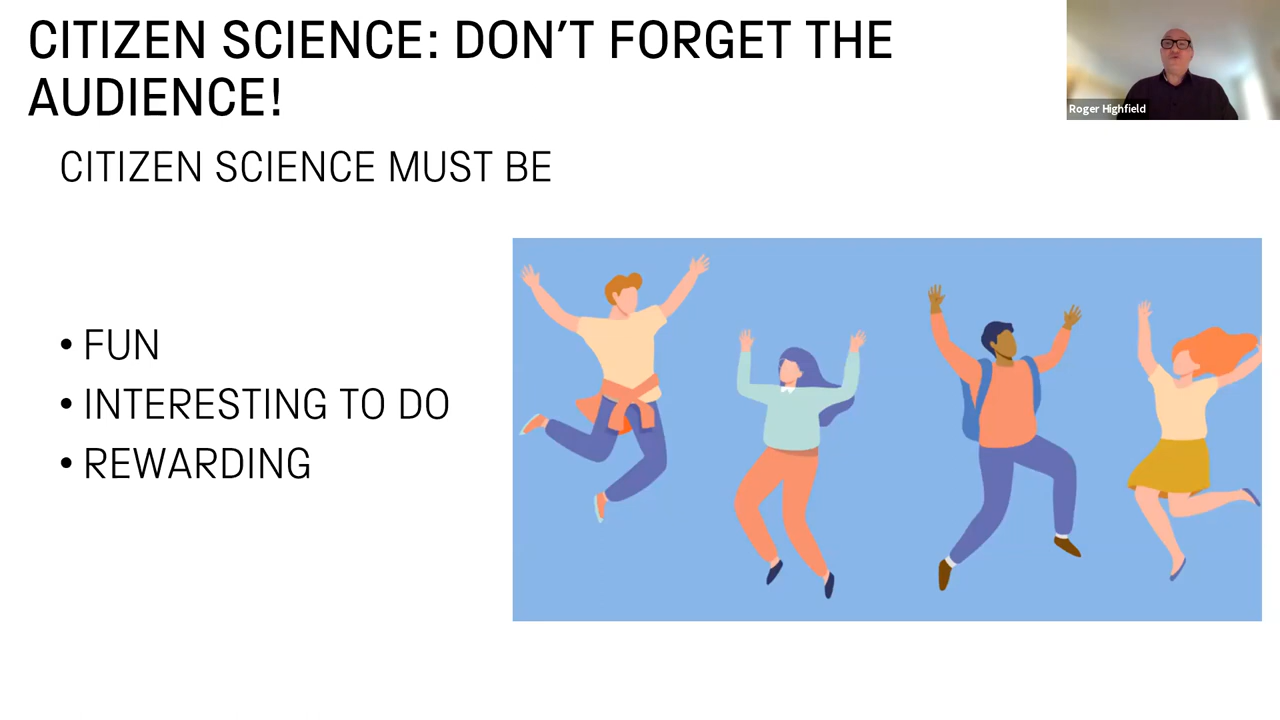 CITIZEN SCIENCE: DON’T FORGET THE
AUDIENCE!
Roger Highfield
CITIZEN SCIENCE MUST BE
• FUN
• INTERESTING TO DO
• REWARDING